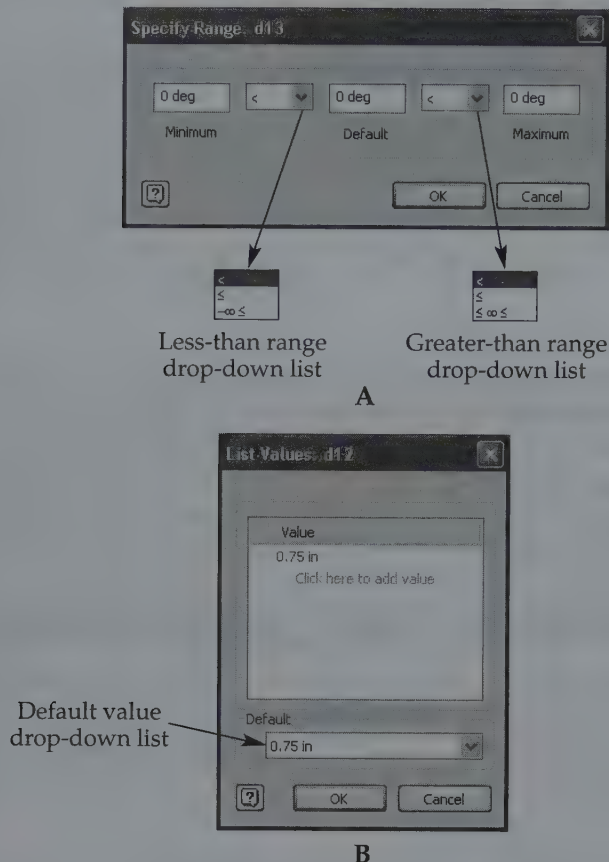 Specify Range: d13
0 deg < 0 deg < 0 deg
Minimum Default Maximum
OK Cancel
< <
≤ ≤
-∞ ≤ ≤ ∞ ≤
Less-than range
drop-down list
Greater-than range
drop-down list
A
List Values: d12
Value
0.75 in
Click here to add value
Default value
drop-down list
Default
0.75 in
OK Cancel
B